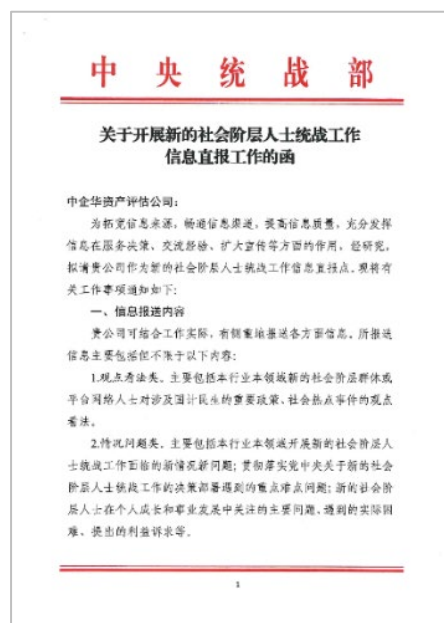 中央统战部
关于开展新的社会阶层人士统战工作
信息直报工作的函
中企华资产评估公司：
为拓宽信息来源，畅通信息渠道，提高信息质量，充分发挥
信息在服务决策、交流经验、扩大宣传等方面的作用，经研究，
拟请贵公司作为新的社会阶层人士统战工作信息直报点。现将有
关工作事项通知如下：
一、信息报送内容
贵公司可结合工作实际，有侧重地报送各方面信息。所报送
信息主要包括但不限于以下内容：
1.观点看法类。主要包括本行业本领域新的社会阶层群体或
平台网络人士对涉及国计民生的重要政策、社会热点事件的观点
看法。
2.情况问题类。主要包括本行业本领域开展新的社会阶层人
士统战工作面临的新情况新问题；贯彻落实党中央关于新的社会
阶层人士统战工作的决策部署遇到的重点难点问题；新的社会阶
层人士在个人成长和事业发展中关注的主要问题、遇到的实际困
难、提出的利益诉求等。
1